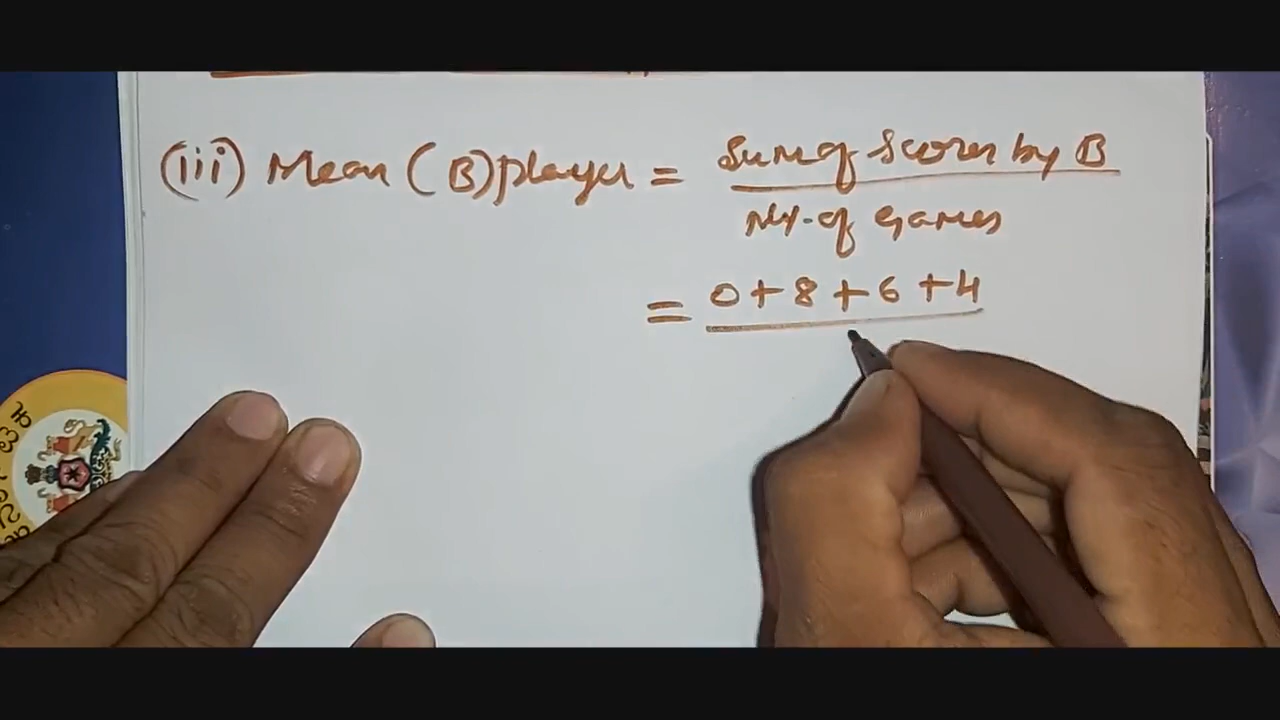 (iii) Mean (B) player = Sum of Scores by B
No. of Games
= 0 + 8 + 6 + 4